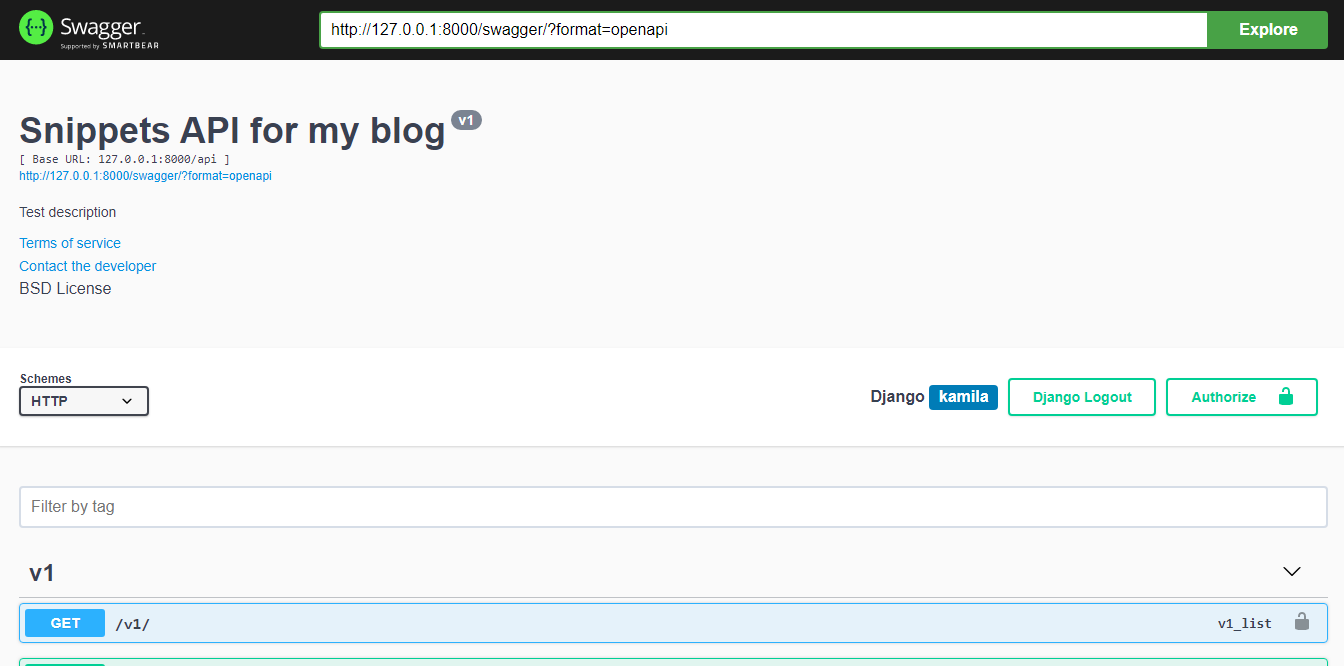 Swagger
Supported by SMARTBEAR
http://127.0.0.1:8000/swagger/?format=openapi
Explore
Snippets API for my blog v1
[ Base URL: 127.0.0.1:8000/api ]
http://127.0.0.1:8000/swagger/?format=openapi
Test description
Terms of service
Contact the developer
BSD License
Schemes
HTTP
Django kamila
Django Logout
Authorize
Filter by tag
v1
GET /v1/ v1_list